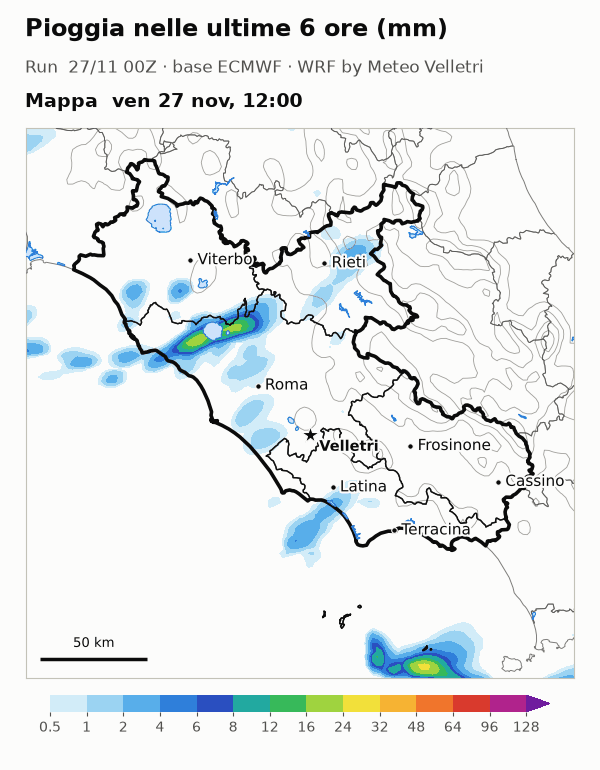 Pioggia nelle ultime 6 ore (mm)
Run  27/11 00Z · base ECMWF · WRF by Meteo Velletri
Mappa  ven 27 nov, 12:00
Viterbo
Rieti
Roma
Velletri
Frosinone
Cassino
Latina
Terracina
50 km
0.5 1 2 4 6 8 12 16 24 32 48 64 96 128